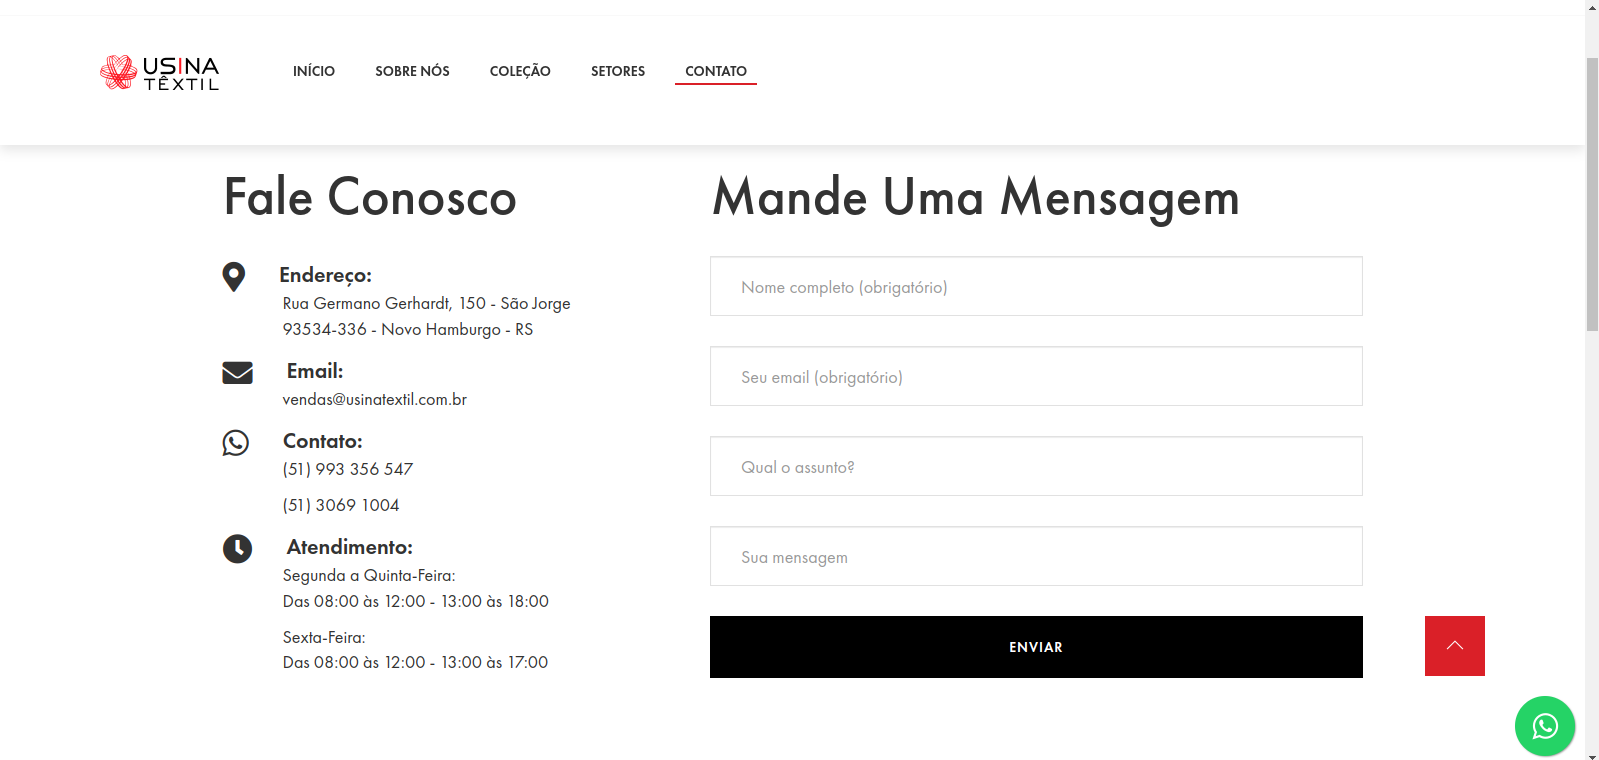 USINA
TÊXTIL
INÍCIO
SOBRE NÓS
COLEÇÃO
SETORES
CONTATO
Fale Conosco
Endereço:
Rua Germano Gerhardt, 150 - São Jorge
93534-336 - Novo Hamburgo - RS
Email:
vendas@usinatextil.com.br
Contato:
(51) 993 356 547
(51) 3069 1004
Atendimento:
Segunda a Quinta-Feira:
Das 08:00 às 12:00 - 13:00 às 18:00
Sexta-Feira:
Das 08:00 às 12:00 - 13:00 às 17:00
Mande Uma Mensagem
Nome completo (obrigatório)
Seu email (obrigatório)
Qual o assunto?
Sua mensagem
ENVIAR